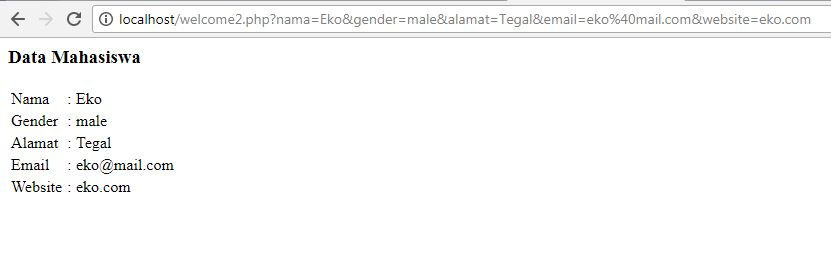 localhost/welcome2.php?nama=Eko&gender=male&alamat=Tegal&email=eko%40mail.com&website=eko.com
Data Mahasiswa
Nama : Eko
Gender : male
Alamat : Tegal
Email : eko@mail.com
Website : eko.com